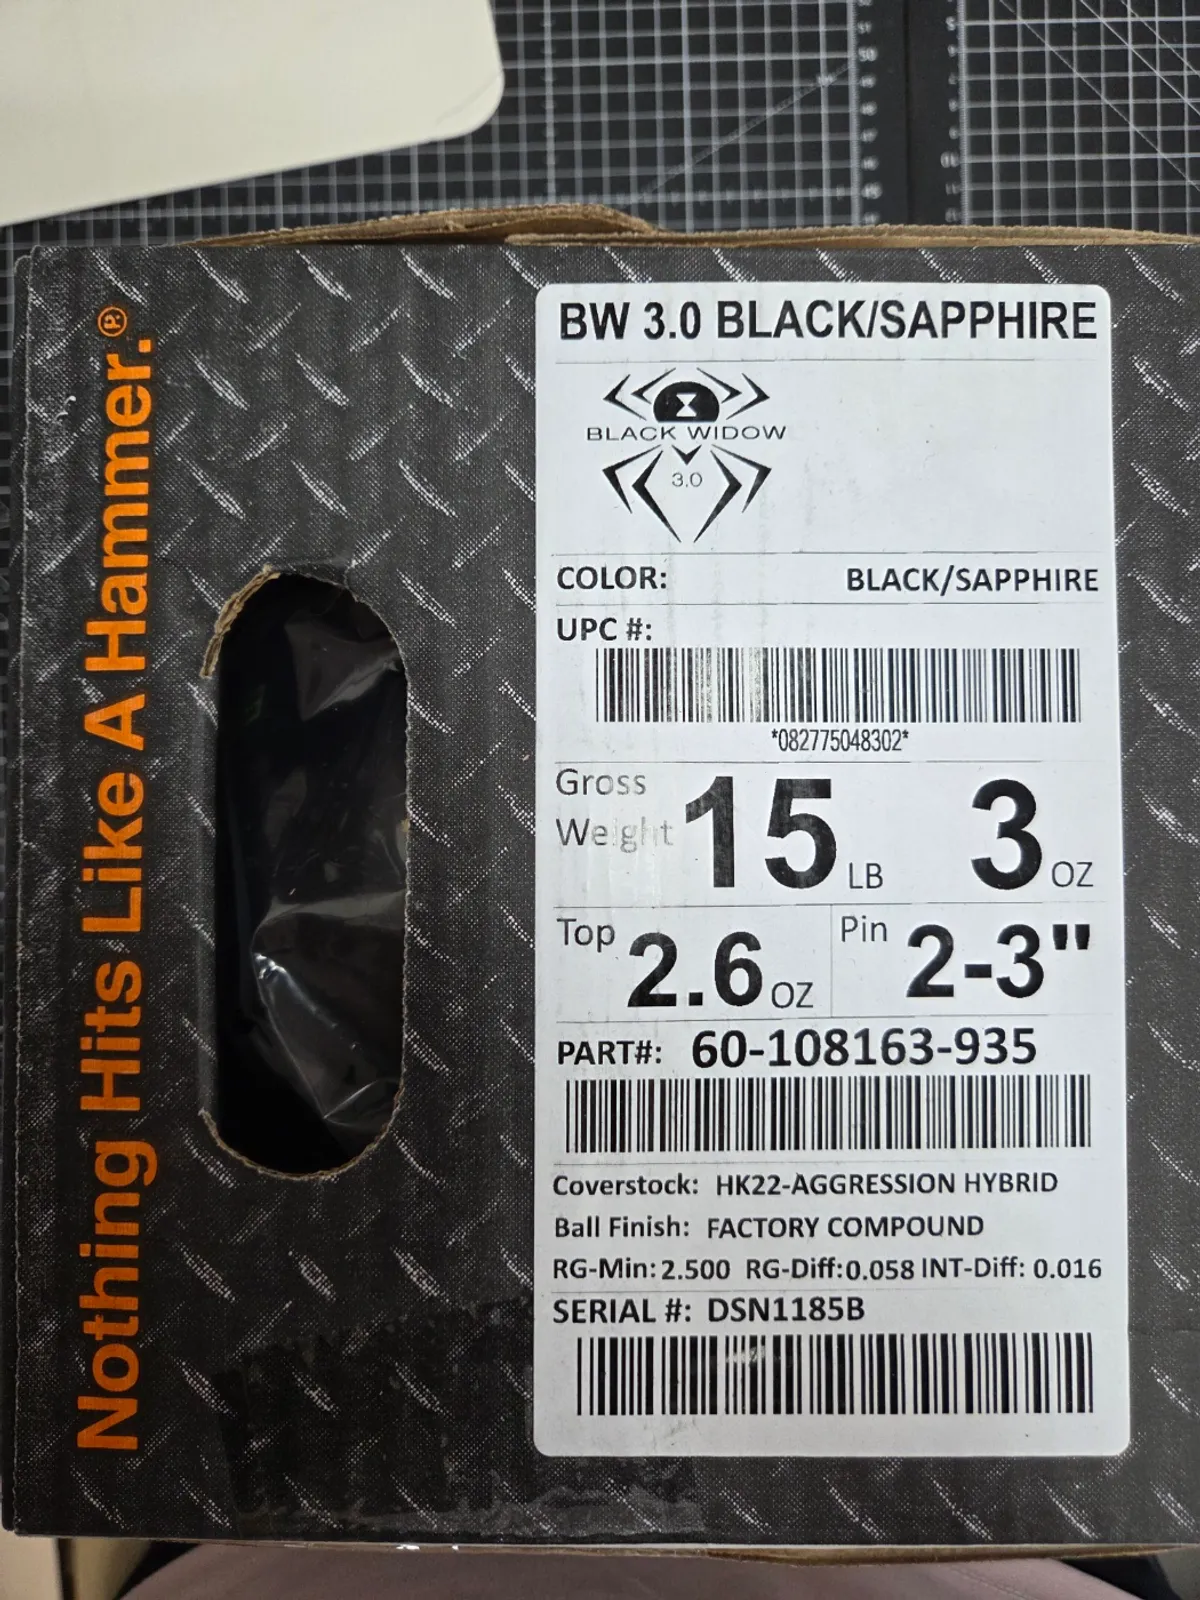 Nothing Hits Like A Hammer.®
BW 3.0 BLACK/SAPPHIRE
BLACK WIDOW
3.0
COLOR: BLACK/SAPPHIRE
UPC #:
*082775048302*
Gross Weight 15 LB 3 OZ
Top 2.6 OZ Pin 2-3"
PART#: 60-108163-935
Coverstock: HK22-AGGRESSION HYBRID
Ball Finish: FACTORY COMPOUND
RG-Min: 2.500 RG-Diff: 0.058 INT-Diff: 0.016
SERIAL #: DSN1185B